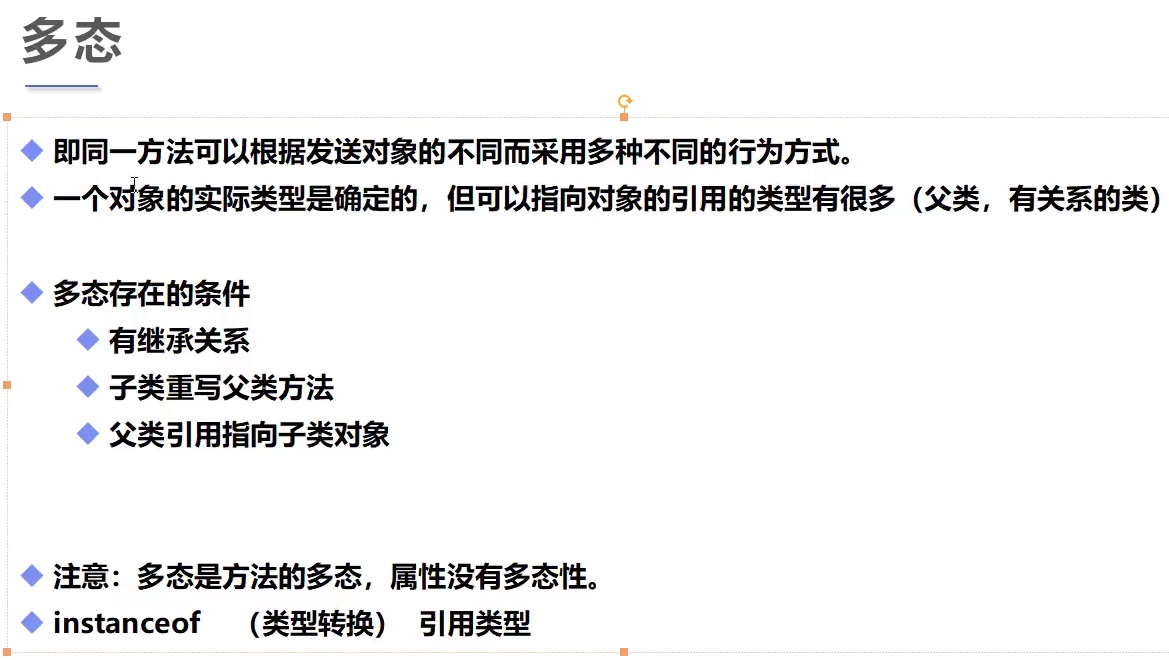 多态
即同一方法可以根据发送对象的不同而采用多种不同的行为方式。
一个对象的实际类型是确定的，但可以指向对象的引用的类型有很多（父类，有关系的类）
多态存在的条件
有继承关系
子类重写父类方法
父类引用指向子类对象
注意：多态是方法的多态，属性没有多态性。
instanceof （类型转换） 引用类型